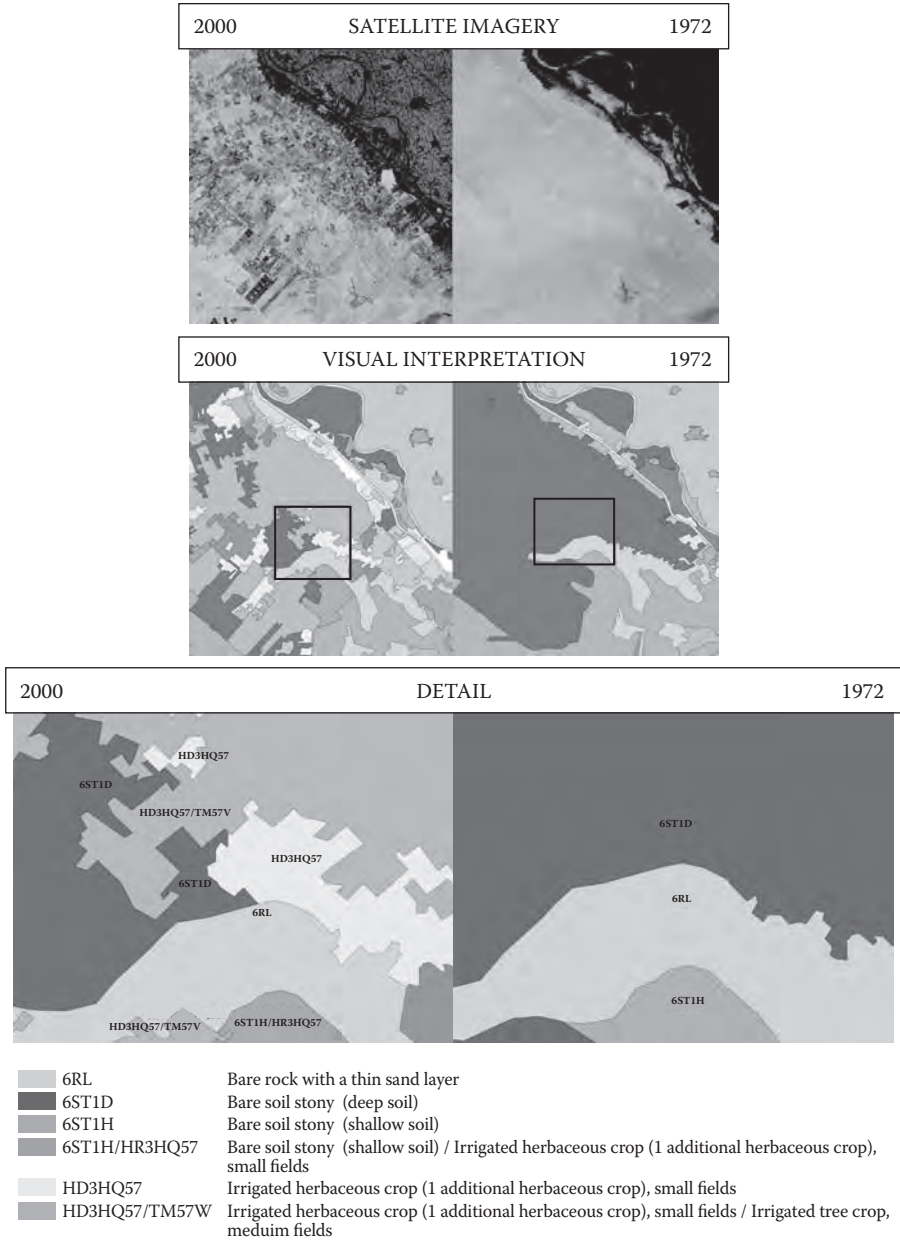 2000 SATELLITE IMAGERY 1972
2000 VISUAL INTERPRETATION 1972
2000 DETAIL 1972
HD3HQ57
6ST1D
HD3HQ57/TM57V
HD3HQ57
6ST1D
6RL
HD3HQ57/TM57V
6ST1H/HR3HQ57
6ST1D
6RL
6ST1H
6RL Bare rock with a thin sand layer
6ST1D Bare soil stony (deep soil)
6ST1H Bare soil stony (shallow soil)
6ST1H/HR3HQ57 Bare soil stony (shallow soil) / Irrigated herbaceous crop (1 additional herbaceous crop),
small fields
HD3HQ57 Irrigated herbaceous crop (1 additional herbaceous crop), small fields
HD3HQ57/TM57W Irrigated herbaceous crop (1 additional herbaceous crop), small fields / Irrigated tree crop,
meduim fields